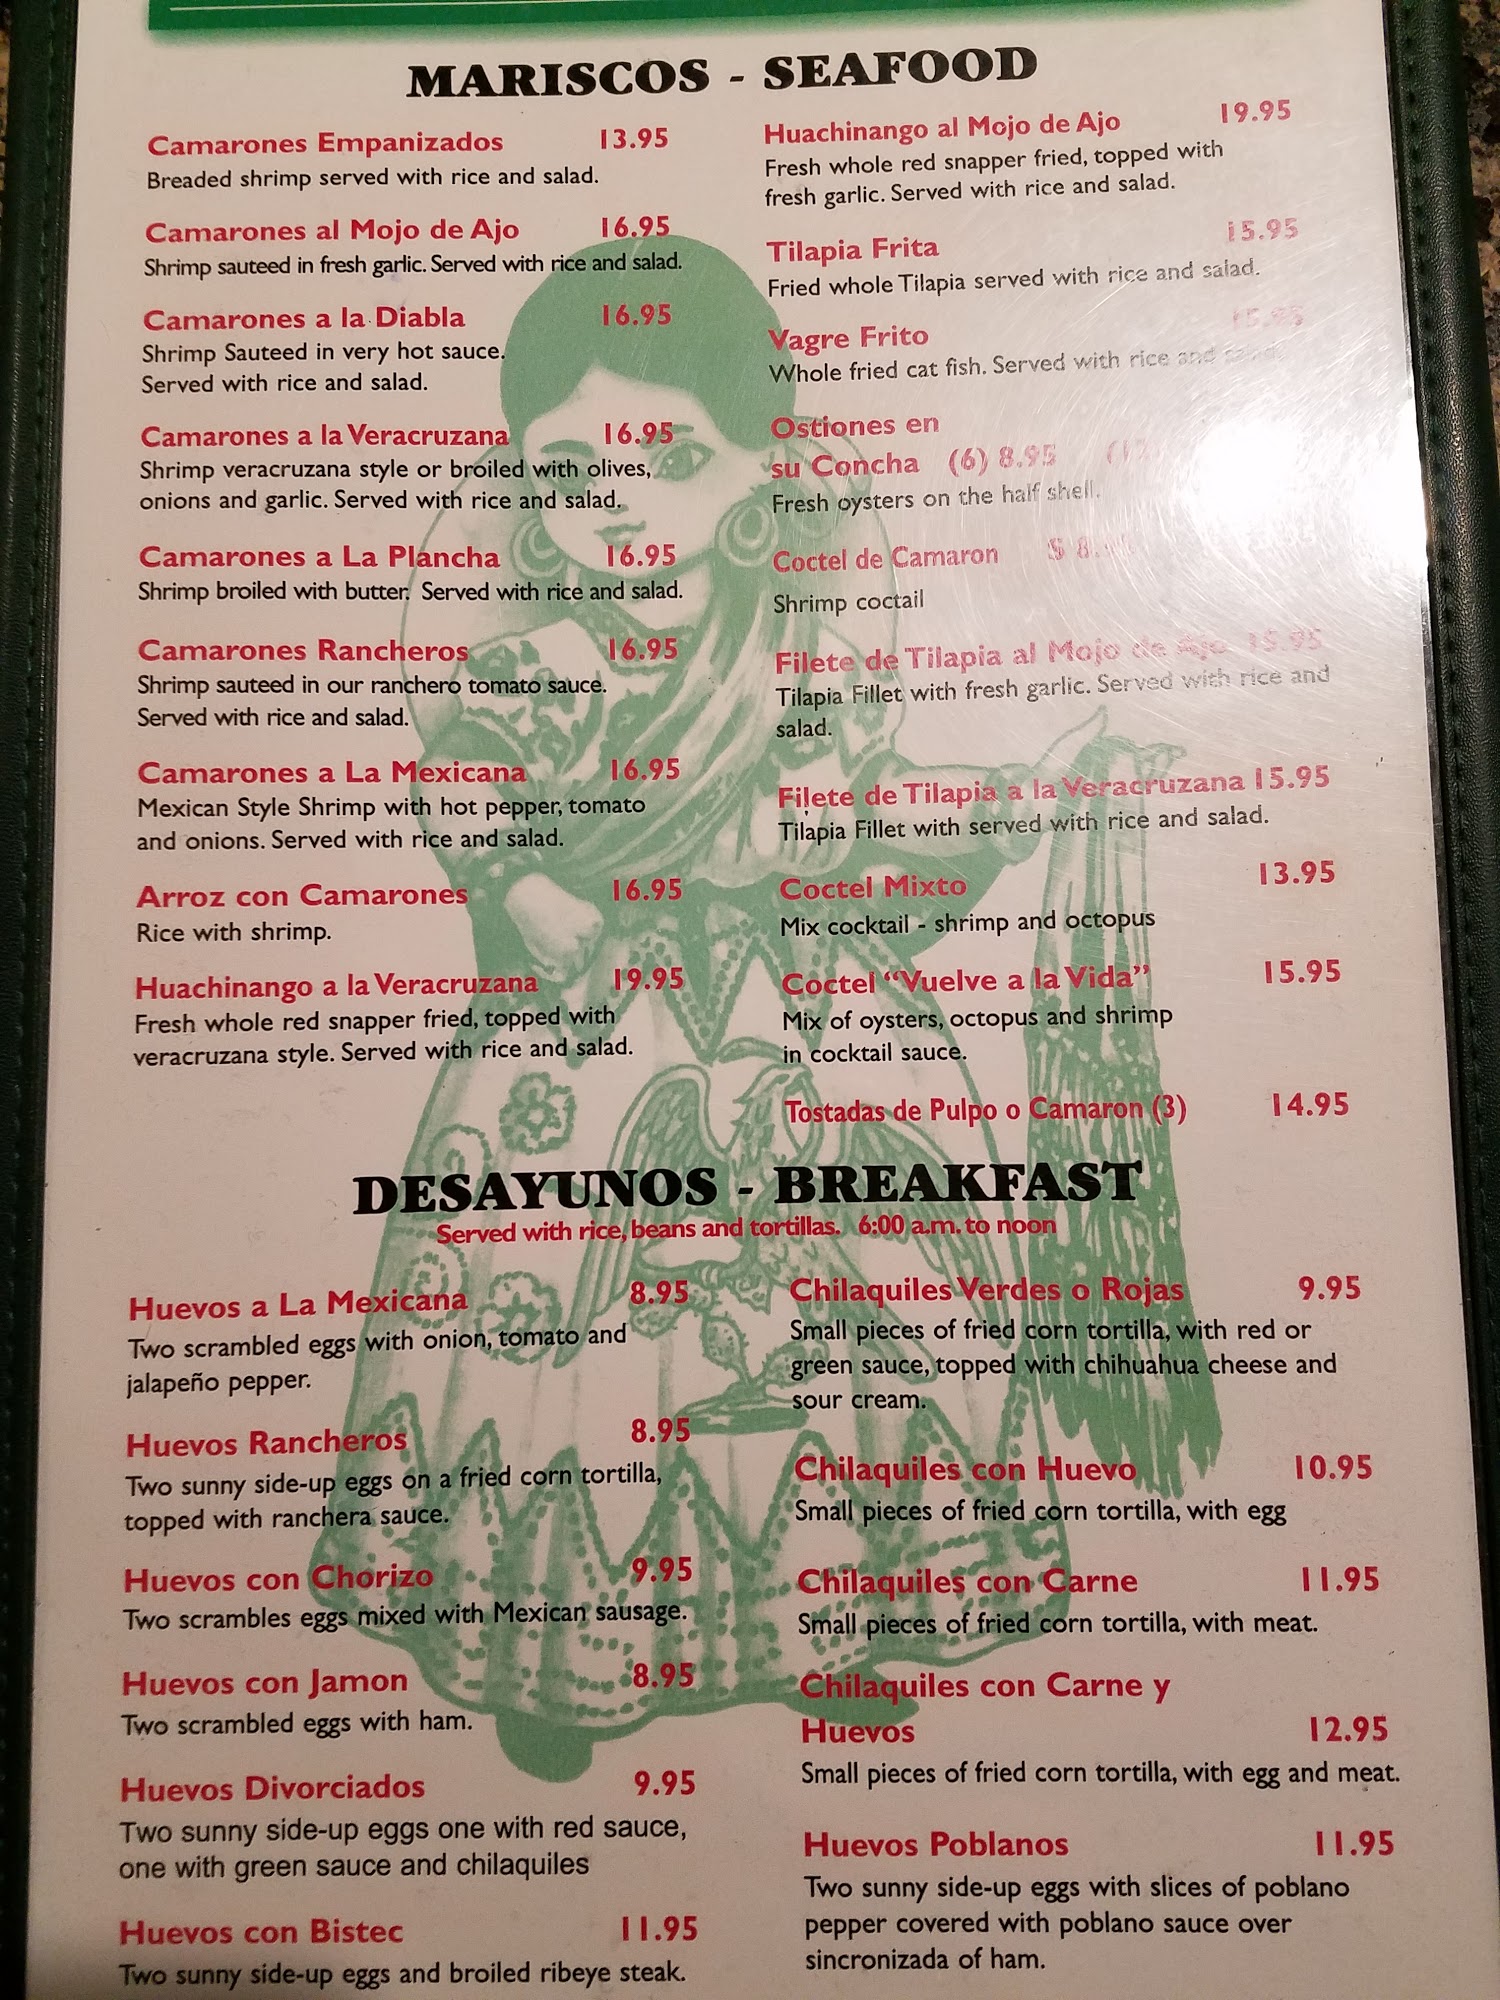 MARISCOS - SEAFOOD
Camarones Empanizados 13.95
Breaded shrimp served with rice and salad.
Camarones al Mojo de Ajo 16.95
Shrimp sauteed in fresh garlic. Served with rice and salad.
Camarones a la Diabla 16.95
Shrimp Sauteed in very hot sauce.
Served with rice and salad.
Camarones a la Veracruzana 16.95
Shrimp veracruzana style or broiled with olives,
onions and garlic. Served with rice and salad.
Camarones a La Plancha 16.95
Shrimp broiled with butter. Served with rice and salad.
Camarones Rancheros 16.95
Shrimp sauteed in our ranchero tomato sauce.
Served with rice and salad.
Camarones a La Mexicana 16.95
Mexican Style Shrimp with hot pepper, tomato
and onions. Served with rice and salad.
Arroz con Camarones 16.95
Rice with shrimp.
Huachinango a la Veracruzana 19.95
Fresh whole red snapper fried, topped with
veracruzana style. Served with rice and salad.
Huachinango al Mojo de Ajo 19.95
Fresh whole red snapper fried, topped with
fresh garlic. Served with rice and salad.
Tilapia Frita 15.95
Fried whole Tilapia served with rice and salad.
Vagre Frito 15.95
Whole fried cat fish. Served with rice and salad.
Ostiones en
su Concha (6) 8.95
Fresh oysters on the half shell.
Coctel de Camaron
Shrimp coctail
Filete de Tilapia al Mojo de Ajo 15.95
Tilapia Fillet with fresh garlic. Served with rice and
salad.
Filete de Tilapia a la Veracruzana 15.95
Tilapia Fillet with served with rice and salad.
Coctel Mixto 13.95
Mix cocktail - shrimp and octopus
Coctel "Vuelve a la Vida" 15.95
Mix of oysters, octopus and shrimp
in cocktail sauce.
Tostadas de Pulpo o Camaron (3) 14.95
DESAYUNOS - BREAKFAST
Served with rice, beans and tortillas. 6:00 a.m. to noon
Huevos a La Mexicana 8.95
Two scrambled eggs with onion, tomato and
jalapeño pepper.
Huevos Rancheros 8.95
Two sunny side-up eggs on a fried corn tortilla,
topped with ranchera sauce.
Huevos con Chorizo 9.95
Two scrambles eggs mixed with Mexican sausage.
Huevos con Jamon 8.95
Two scrambled eggs with ham.
Huevos Divorciados 9.95
Two sunny side-up eggs one with red sauce,
one with green sauce and chilaquiles
Huevos con Bistec 11.95
Two sunny side-up eggs and broiled ribeye steak.
Chilaquiles Verdes o Rojas 9.95
Small pieces of fried corn tortilla, with red or
green sauce, topped with chihuahua cheese and
sour cream.
Chilaquiles con Huevo 10.95
Small pieces of fried corn tortilla, with egg
Chilaquiles con Carne 11.95
Small pieces of fried corn tortilla, with meat.
Chilaquiles con Carne y
Huevos 12.95
Small pieces of fried corn tortilla, with egg and meat.
Huevos Poblanos 11.95
Two sunny side-up eggs with slices of poblano
pepper covered with poblano sauce over
sincronizada of ham.